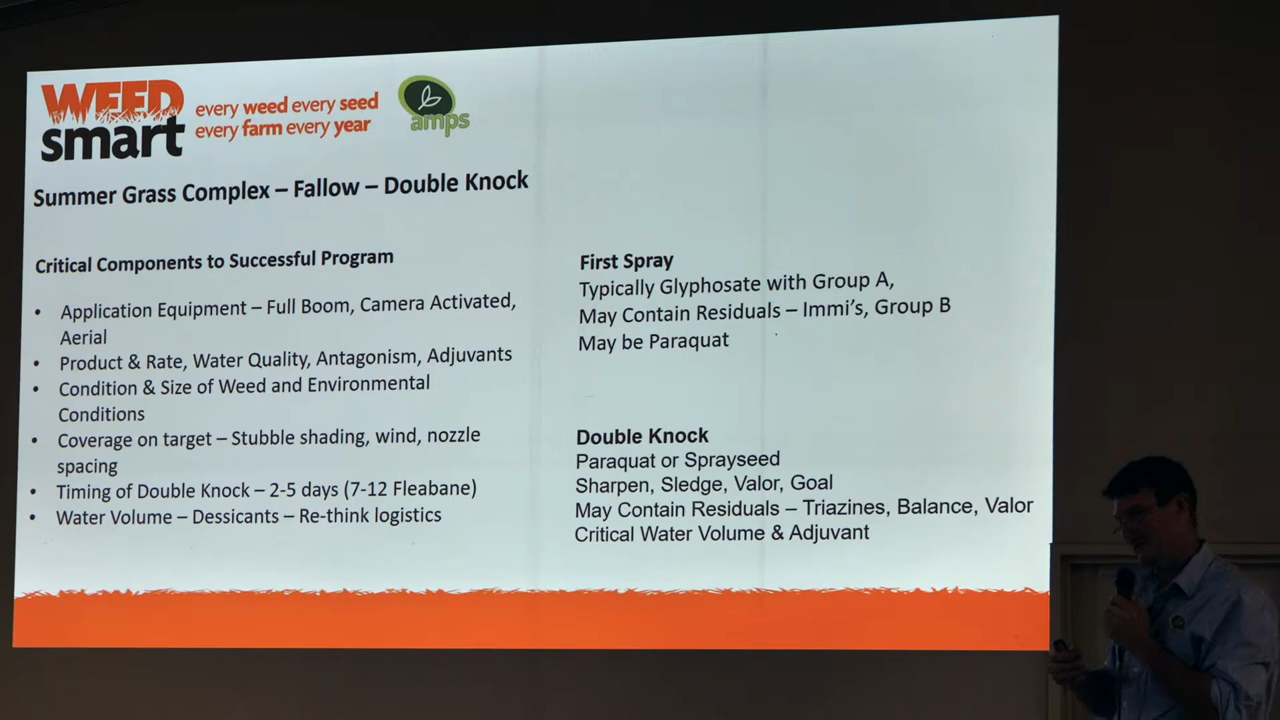 WEED
smart
every weed every seed
every farm every year
amps
Summer Grass Complex – Fallow – Double Knock
Critical Components to Successful Program
• Application Equipment – Full Boom, Camera Activated,
Aerial
• Product & Rate, Water Quality, Antagonism, Adjuvants
• Condition & Size of Weed and Environmental
Conditions
• Coverage on target – Stubble shading, wind, nozzle
spacing
• Timing of Double Knock – 2-5 days (7-12 Fleabane)
• Water Volume – Dessicants – Re-think logistics
First Spray
Typically Glyphosate with Group A,
May Contain Residuals – Immi's, Group B
May be Paraquat
Double Knock
Paraquat or Sprayseed
Sharpen, Sledge, Valor, Goal
May Contain Residuals – Triazines, Balance, Valor
Critical Water Volume & Adjuvant